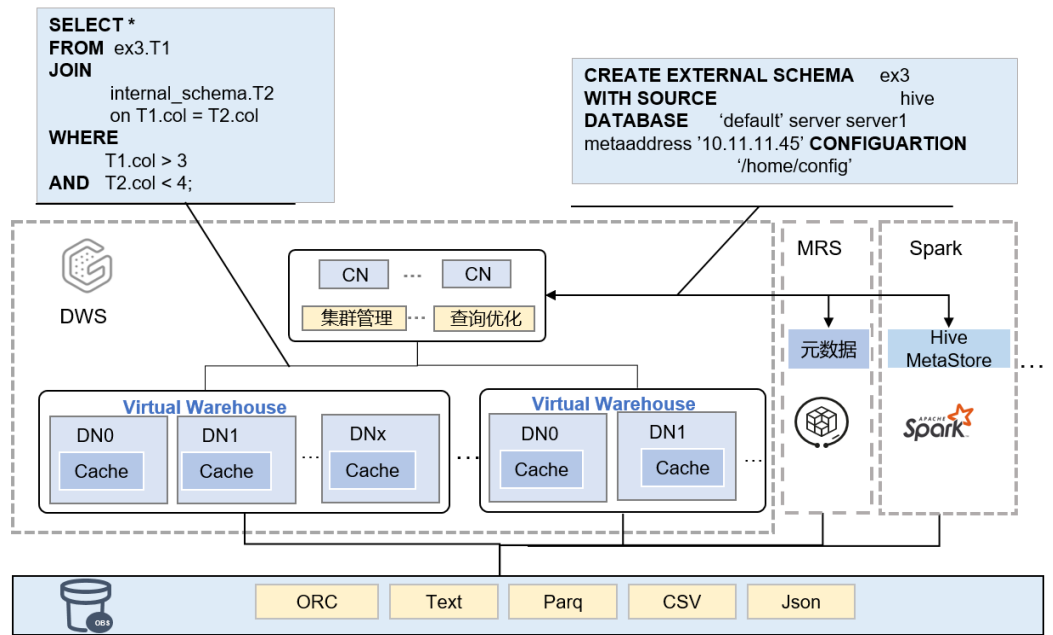 SELECT *
FROM ex3.T1
JOIN
internal_schema.T2
on T1.col = T2.col
WHERE
T1.col > 3
AND T2.col < 4;
CREATE EXTERNAL SCHEMA ex3
WITH SOURCE hive
DATABASE ‘default’ server server1
metaaddress ’10.11.11.45’ CONFIGUARTION
‘/home/config’
DWS
CN ... CN
集群管理 ... 查询优化
MRS
元数据
Spark
Hive
MetaStore
...
Virtual Warehouse
DN0
Cache
DN1
Cache
...
DNx
Cache
...
Virtual Warehouse
DN0
Cache
DN1
Cache
...
APACHE
Spark
OBS
ORC
Text
Parq
CSV
Json